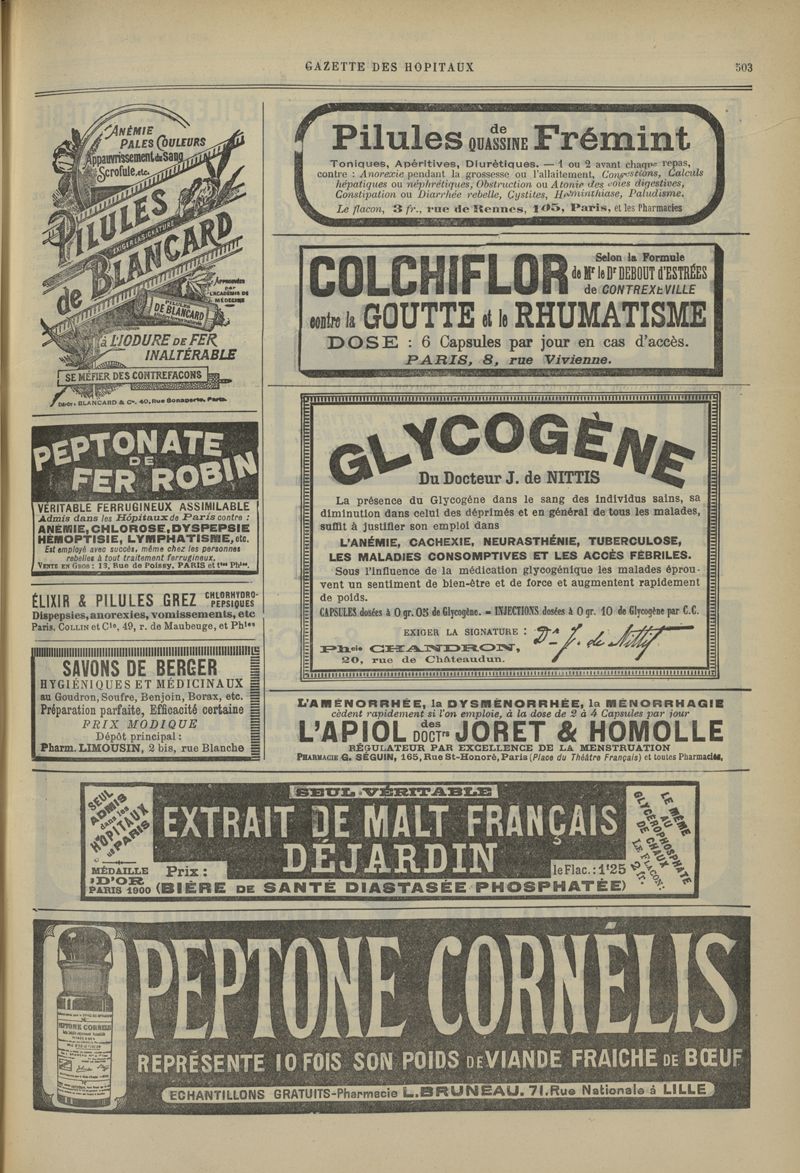 GAZETTE DES HOPITAUX 503
ANÉMIE
PALES COULEURS
Appauvrissement du Sang
Scrofule, etc.
PILULES
EXIGER LA SIGNATURE
de BLANCARD
Approuvées
par
L'ACADÉMIE DE
MÉDECINE
PILULES
DE BLANCARD
à L'IODURE DE FER
INALTÉRABLE
SE MÉFIER DES CONTREFACONS
BLANCARD & Cie, 40, Rue Bonaparte, Paris.
PEPTONATE
DE
FER ROBIN
VÉRITABLE FERRUGINEUX ASSIMILABLE
Admis dans les Hôpitaux de Paris contre :
ANÉMIE, CHLOROSE, DYSPEPSIE
HÉMOPTISIE, LYMPHATISME, etc.
Est employé avec succès, même chez les personnes
rebelles à tout traitement ferrugineux.
VENTE EN GROS : 13, Rue de Poissy, PARIS et ttes Phies.
ÉLIXIR & PILULES GREZ CHLORHYDRO-
PEPSIQUES
Dispepsies, anorexies, vomissements, etc
Paris, COLLIN et Cie, 49, r. de Maubeuge, et Phies
SAVONS DE BERGER
HYGIÉNIQUES ET MÉDICINAUX
au Goudron, Soufre, Benjoin, Borax, etc.
Préparation parfaite, Efficacité certaine
PRIX MODIQUE
Dépôt principal :
Pharm. LIMOUSIN, 2 bis, rue Blanche
Pilules de QUASSINE Frémint
Toniques, Apéritives, Diurétiques. — 1 ou 2 avant chaque repas,
contre : Anorexie pendant la grossesse ou l'allaitement, Congestions, Calculs
hépatiques ou néphrétiques, Obstruction ou Atonie des voies digestives,
Constipation ou Diarrhée rebelle, Cystites, Helminthiase, Paludisme.
Le flacon, 3 fr., rue de Rennes, 105, Paris, et les Pharmacies
COLCHIFLOR Selon la Formule
de Mr le Dr DEBOUT d'ESTRÉES
de CONTREXÉVILLE
contre la GOUTTE et le RHUMATISME
DOSE : 6 Capsules par jour en cas d'accès.
PARIS, 8, rue Vivienne.
GLYCOGÈNE
Du Docteur J. de NITTIS
La présence du Glycogéne dans le sang des individus sains, sa
diminution dans celui des déprimés et en général de tous les malades,
suffit à justifier son emploi dans
L'ANÉMIE, CACHEXIE, NEURASTHÉNIE, TUBERCULOSE,
LES MALADIES CONSOMPTIVES ET LES ACCÈS FÉBRILES.
Sous l'influence de la médication glycogénique les malades éprou-
vent un sentiment de bien-être et de force et augmentent rapidement
de poids.
CAPSULES dosées à 0 gr. 05 de Glycogène. - INJECTIONS dosées à 0 gr. 10 de Glycogène par C.C.
EXIGER LA SIGNATURE : Dr J. de Nittis
Phcie CHANDRON,
20, rue de Châteaudun.
L'AMÉNORRHÉE, la DYSMÉNORRHÉE, la MÉNORRHAGIE
cèdent rapidement si l'on emploie, à la dose de 2 à 4 Capsules par jour
L'APIOL des DOCTrs JORET & HOMOLLE
RÉGULATEUR PAR EXCELLENCE DE LA MENSTRUATION
PHARMACIE G. SÉGUIN, 165, Rue St-Honoré, Paris (Place du Théâtre Français) et toutes Pharmacies.
SEUL
ADMIS
dans les
HÔPITAUX
de PARIS
MÉDAILLE
D'OR
PARIS 1900
SEUL VÉRITABLE
EXTRAIT DE MALT FRANÇAIS
DÉJARDIN
Prix : le Flac. : 1f25
(BIÈRE DE SANTÉ DIASTASÉE PHOSPHATÉE)
LE MÊME
AU
GLYCÉROPHOSPHATE
DE CHAUX
LE FLACON:
2 fr.
PEPTONE CORNÉLIS
PEPTONE CORNELIS
REPRÉSENTE 10 FOIS SON POIDS DE VIANDE FRAICHE DE BŒUF
ECHANTILLONS GRATUITS-Pharmacie L. BRUNEAU. 71, Rue Nationale à LILLE